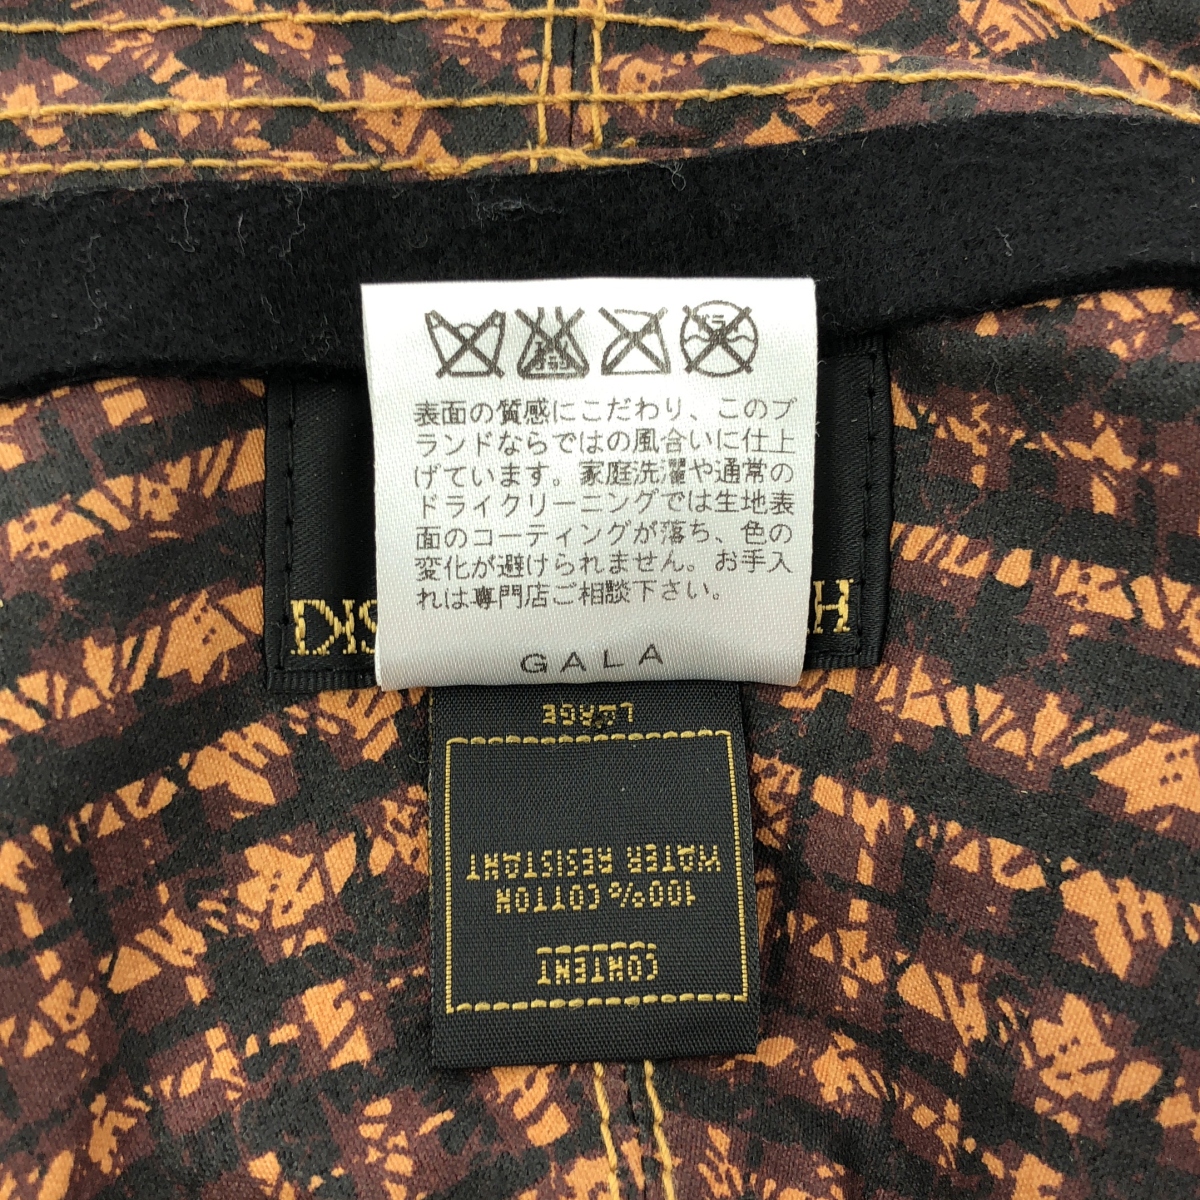 表面の質感にこだわり、このブ
ランドならではの風合いに仕上
げています。家庭洗濯や通常の
ドライクリーニングでは生地表
面のコーティングが落ち、色の
変化が避けられません。お手入
れは専門店ご相談下さい。
GALA
LARGE
CONTENT
100% COTTON
WATER RESISTANT